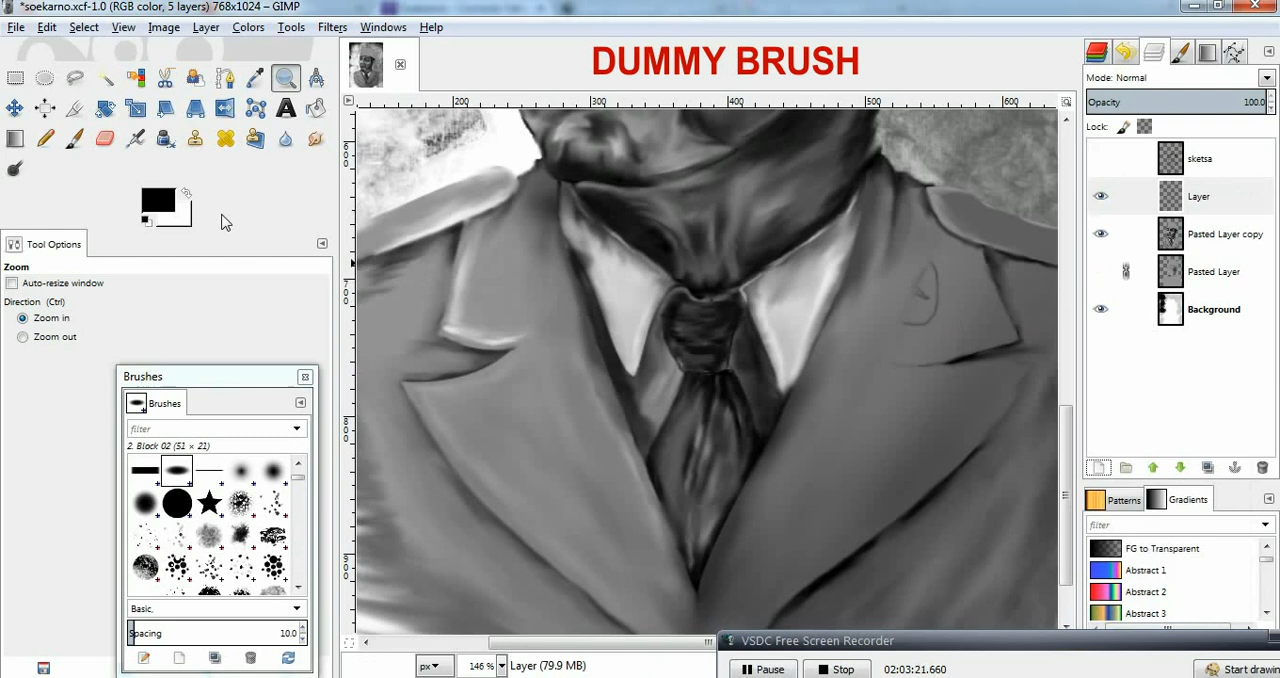 *soekarno.xcf-1.0 (RGB color, 5 layers) 768x1024 – GIMP
File Edit Select View Image Layer Colors Tools Filters Windows Help
DUMMY BRUSH
Mode: Normal
Opacity 100.0
Lock:
sketsa
Layer
Pasted Layer copy
Pasted Layer
Background
Patterns Gradients
filter
FG to Transparent
Abstract 1
Abstract 2
Abstract 3
200 300 400 500 600
600
700
800
900
Tool Options
Zoom
Auto-resize window
Direction (Ctrl)
Zoom in
Zoom out
Brushes
Brushes
filter
2. Block 02 (51 × 21)
Basic,
Spacing 10.0
px 146 % Layer (79.9 MB)
VSDC Free Screen Recorder
Pause Stop 02:03:21.660 Start drawin